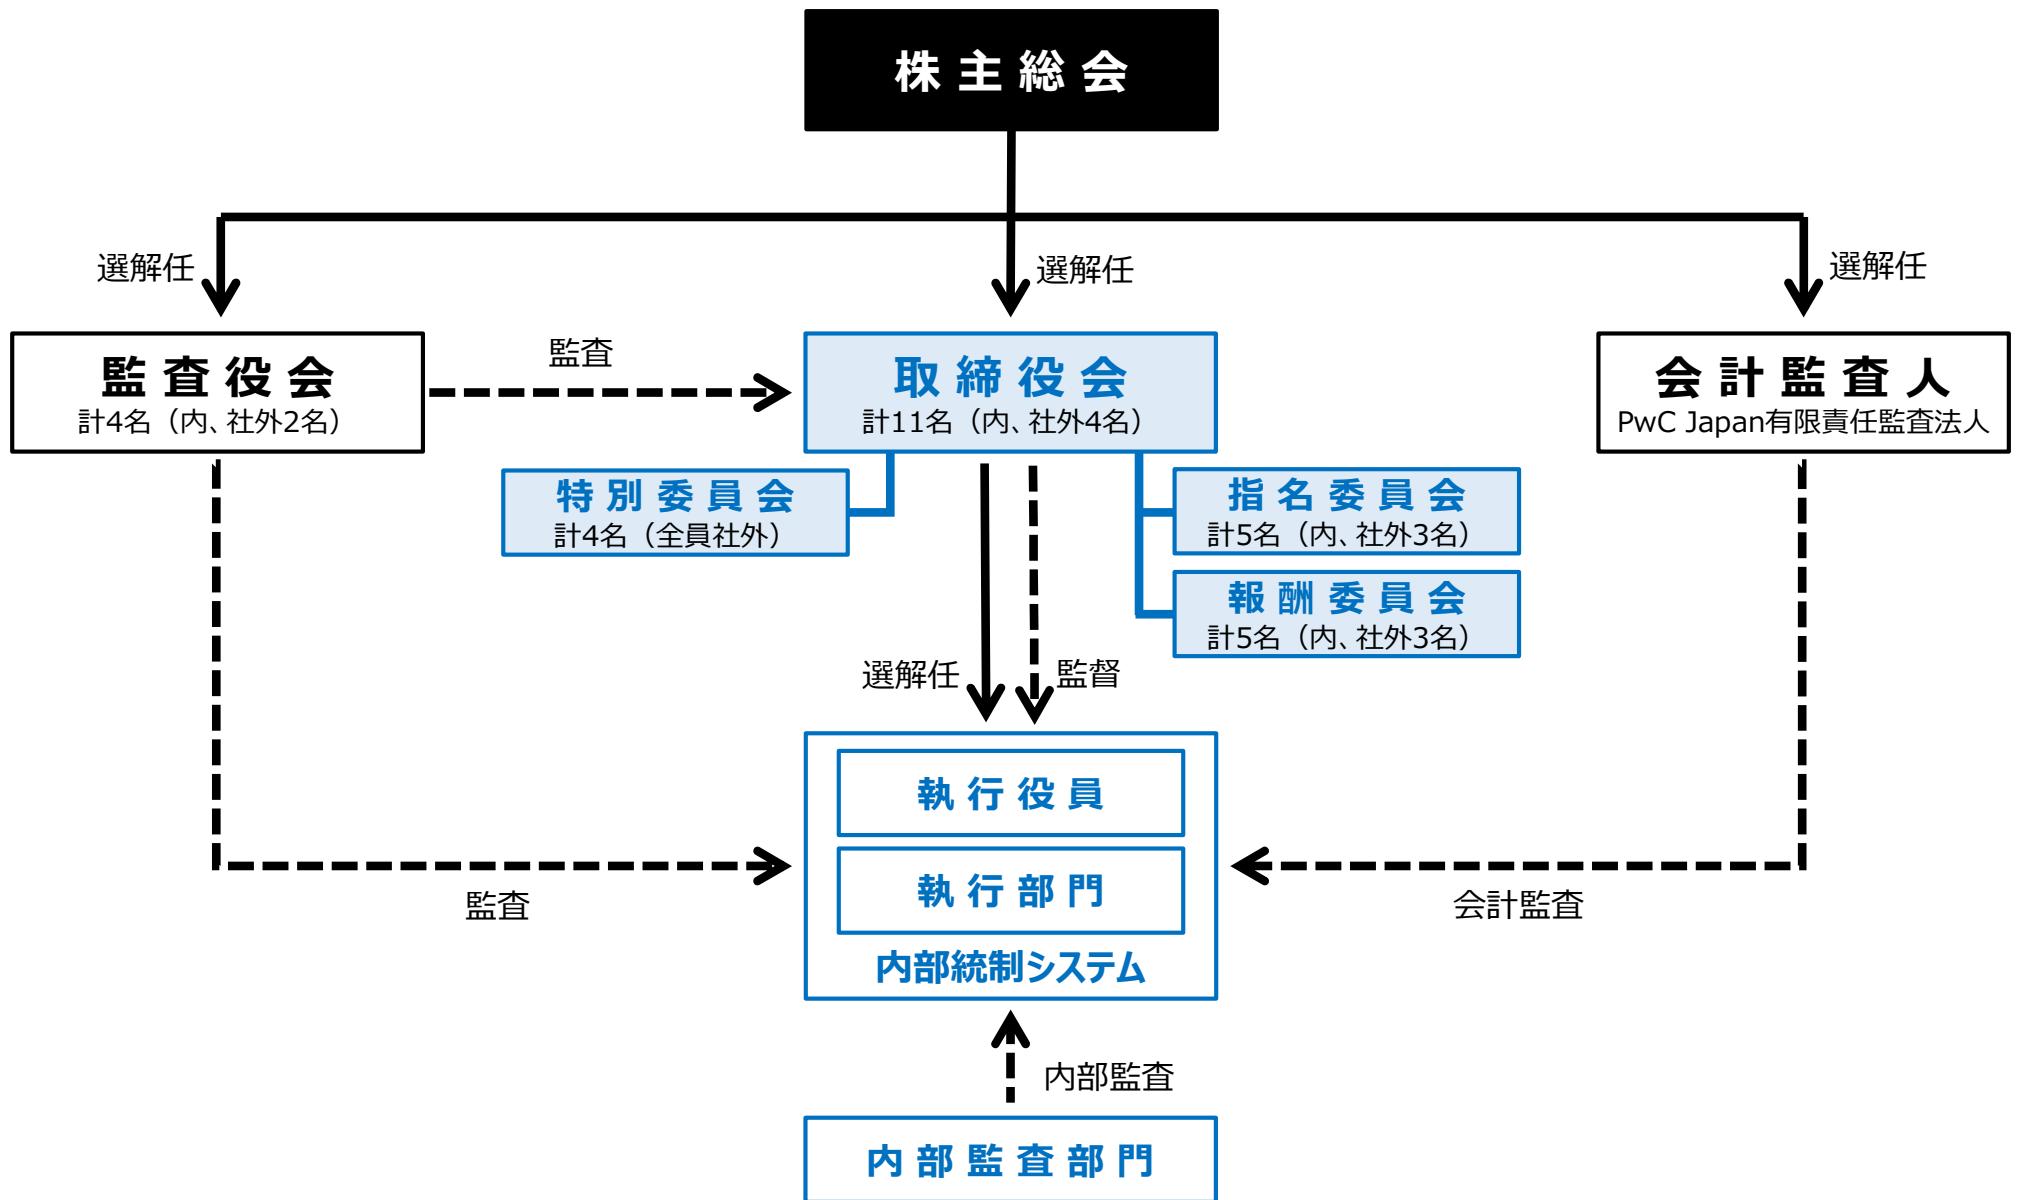 株主総会
選解任
選解任
選解任
監査役会
計4名（内、社外2名）
監査
取締役会
計11名（内、社外4名）
会計監査人
PwC Japan有限責任監査法人
特別委員会
計4名（全員社外）
指名委員会
計5名（内、社外3名）
報酬委員会
計5名（内、社外3名）
選解任
監督
執行役員
執行部門
内部統制システム
監査
会計監査
内部監査
内部監査部門